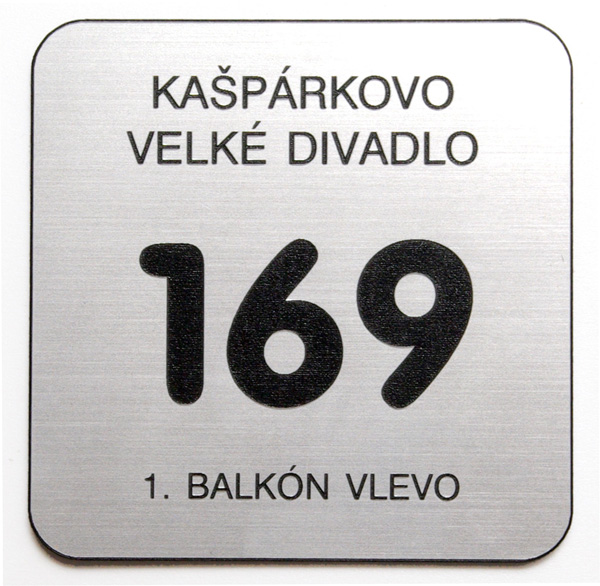 KAŠPÁRKOVO
VELKÉ DIVADLO
169
1. BALKÓN VLEVO